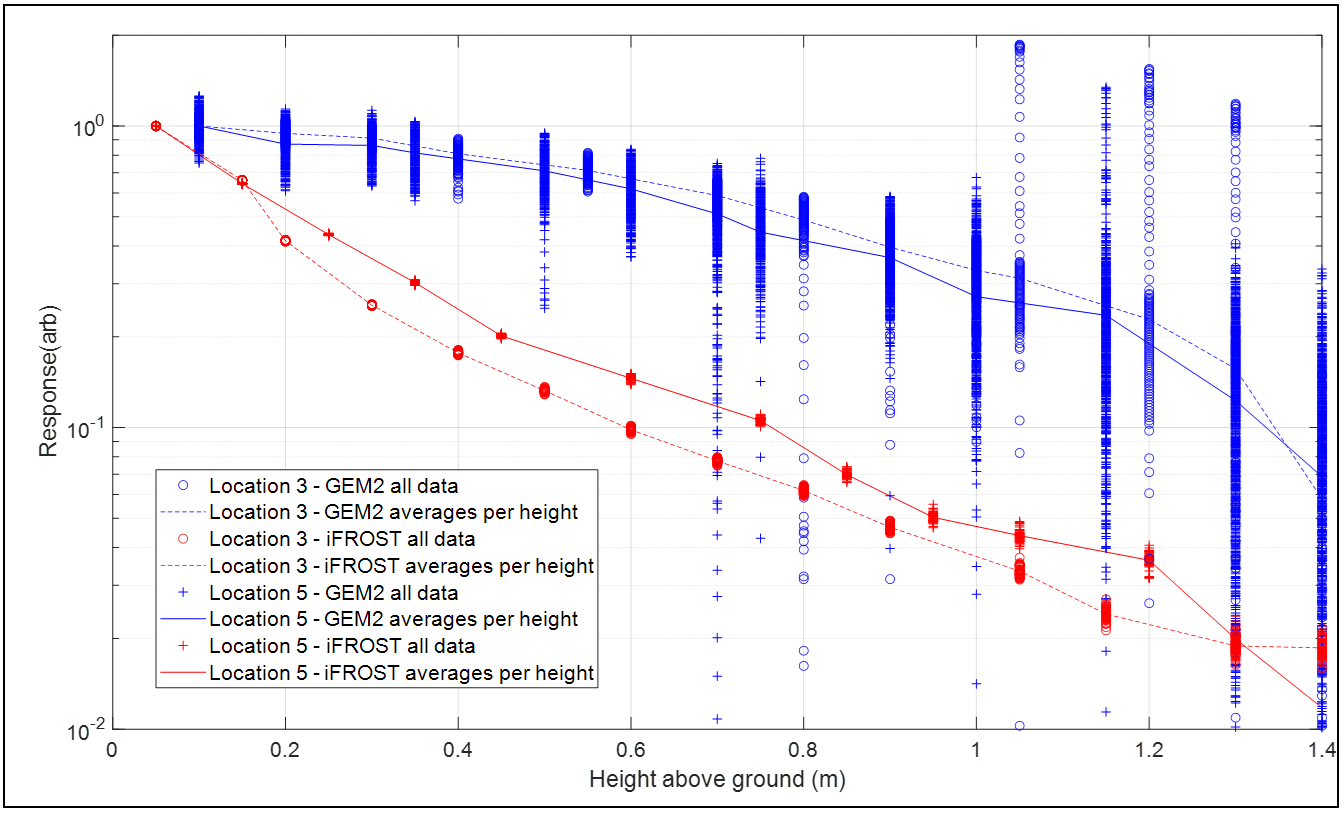 10^0
10^-1
10^-2
Response(arb)
Location 3 - GEM2 all data
Location 3 - GEM2 averages per height
Location 3 - iFROST all data
Location 3 - iFROST averages per height
Location 5 - GEM2 all data
Location 5 - GEM2 averages per height
Location 5 - iFROST all data
Location 5 - iFROST averages per height
0 0.2 0.4 0.6 0.8 1 1.2 1.4
Height above ground (m)